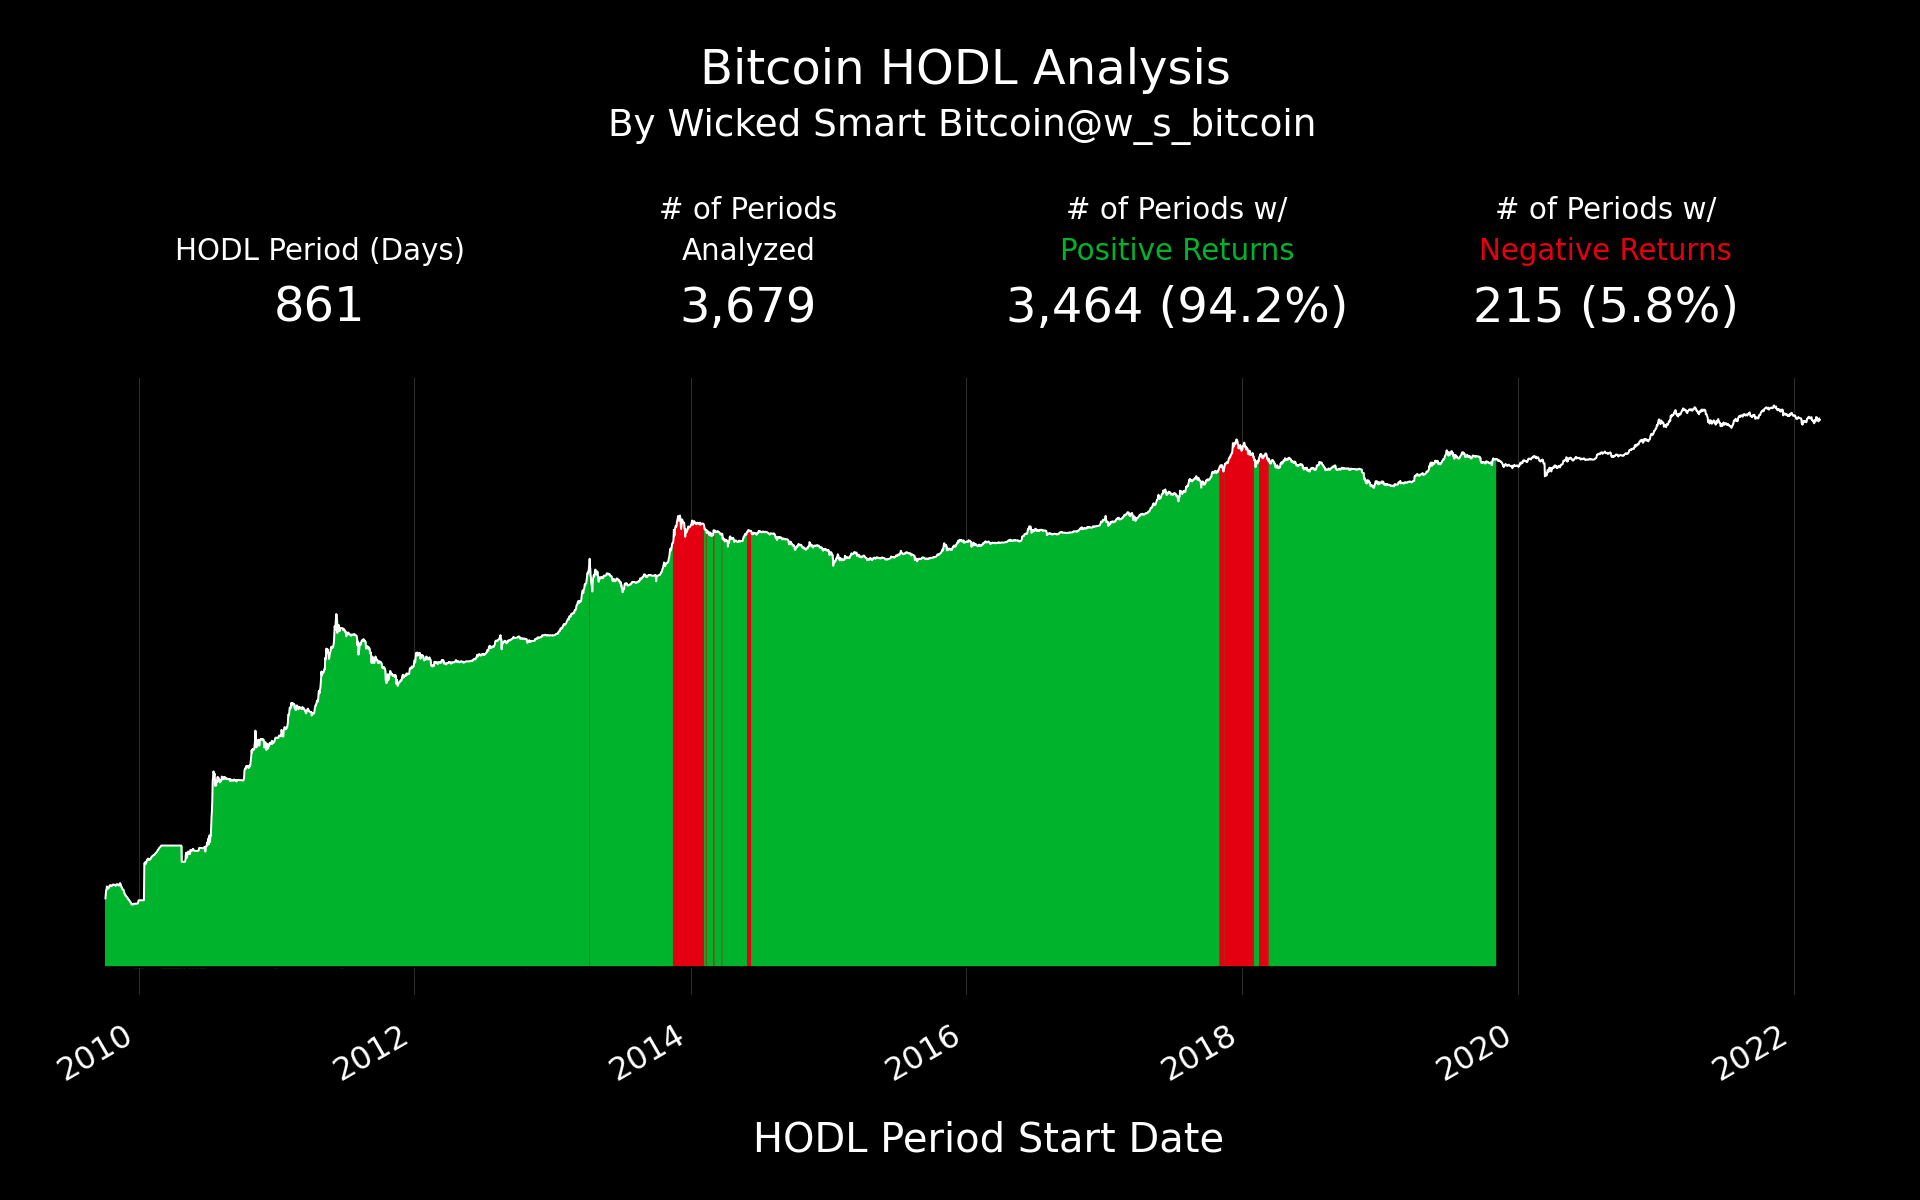 Bitcoin HODL Analysis
By Wicked Smart Bitcoin@w_s_bitcoin
HODL Period (Days)
861
# of Periods
Analyzed
3,679
# of Periods w/
Positive Returns
3,464 (94.2%)
# of Periods w/
Negative Returns
215 (5.8%)
2010
2012
2014
2016
2018
2020
2022
HODL Period Start Date